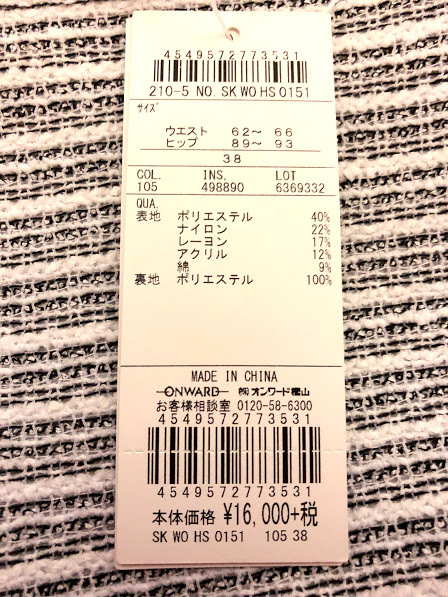 4549572773531
210-5 NO. SK WO HS 0151
サイズ
ウエスト 62～ 66
ヒップ 89～ 93
38
COL. INS. LOT
105 498890 6369332
QUA.
表地 ポリエステル 40%
ナイロン 22%
レーヨン 17%
アクリル 12%
綿 9%
裏地 ポリエステル 100%
MADE IN CHINA
ONWARD ㈱オンワード樫山
お客様相談室 0120-58-6300
4549572773531
4549572773531
本体価格 ¥16,000+税
SK WO HS 0151 105 38